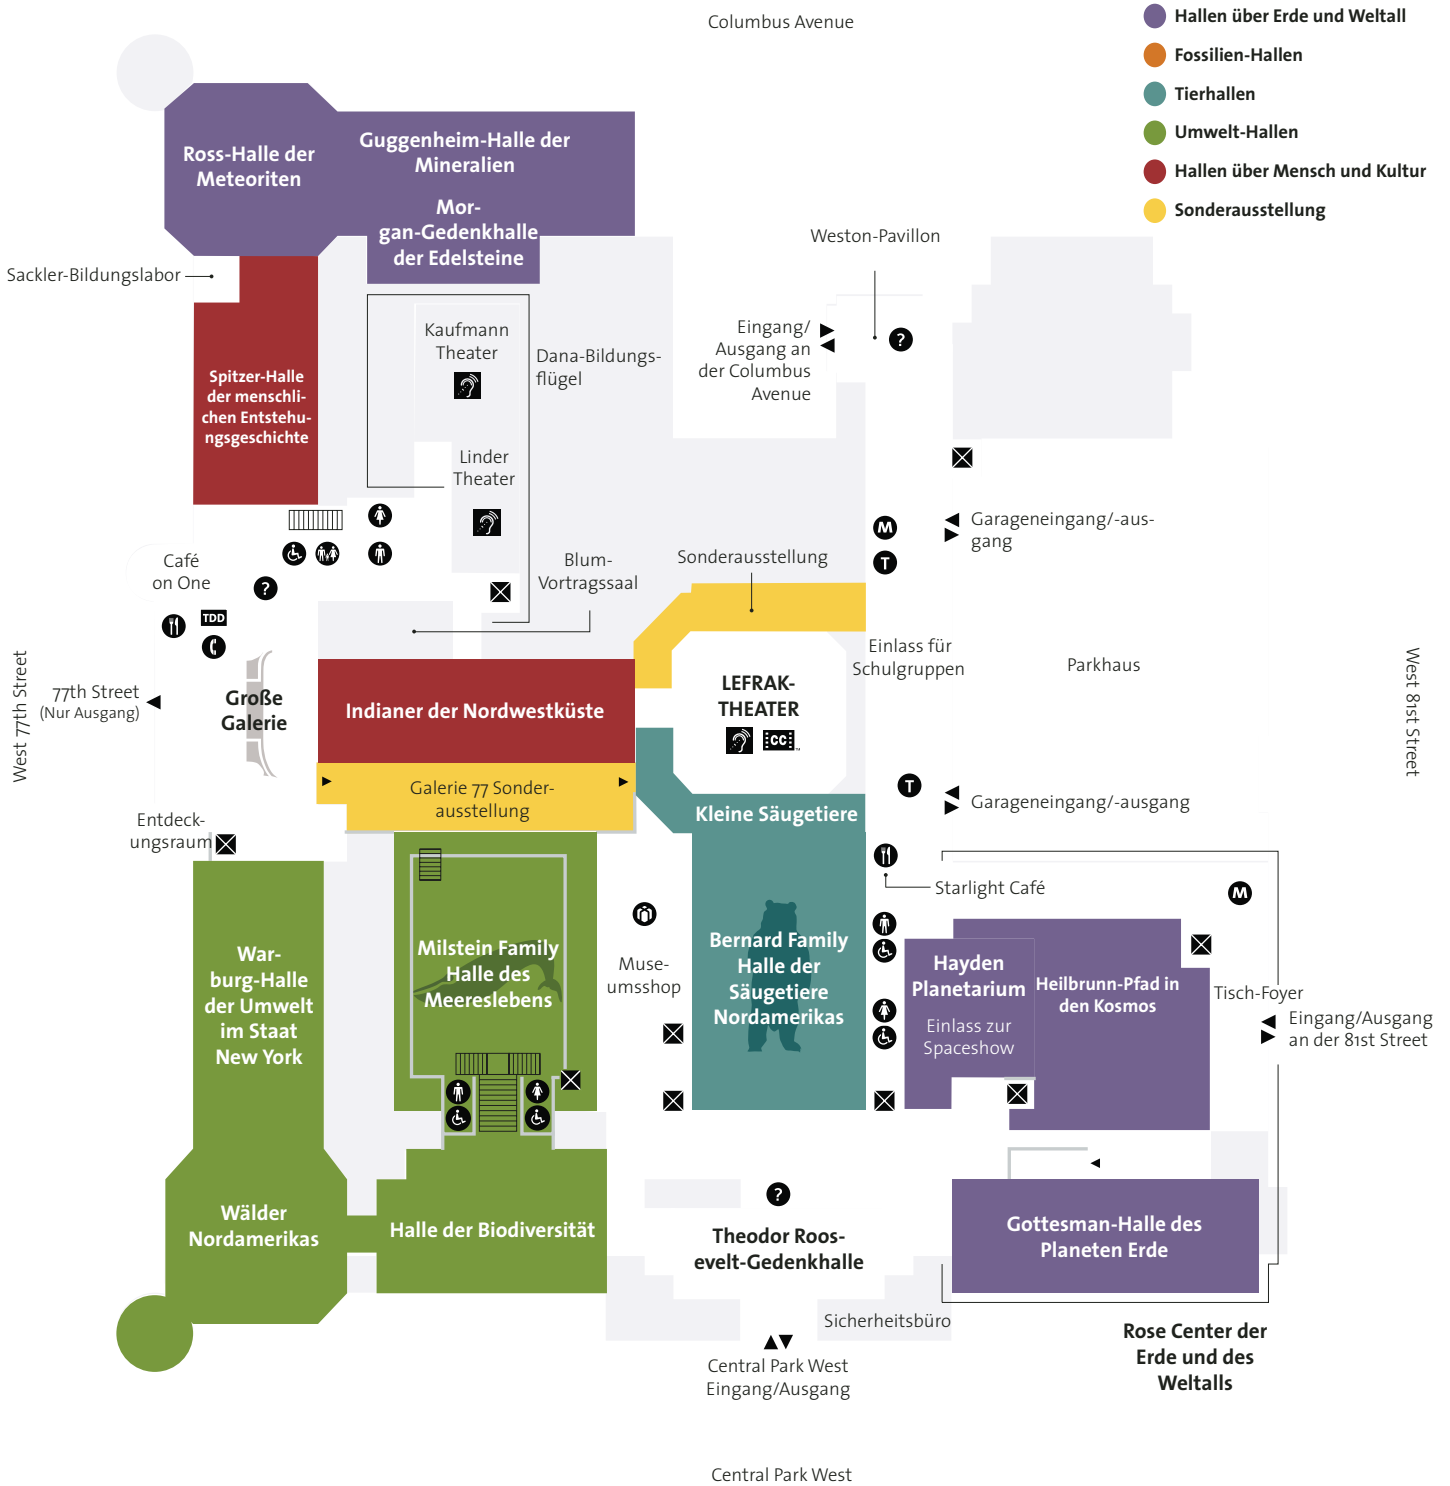 Columbus Avenue
Hallen über Erde und Weltall
Fossilien-Hallen
Tierhallen
Umwelt-Hallen
Hallen über Mensch und Kultur
Sonderausstellung
Ross-Halle der
Meteoriten
Guggenheim-Halle der
Mineralien
Mor-
gan-Gedenkhalle
der Edelsteine
Weston-Pavillon
Sackler-Bildungslabor
Kaufmann
Theater
Dana-Bildungs-
flügel
Eingang/
Ausgang an
der Columbus
Avenue
?
Spitzer-Halle
der menschli-
chen Entstehu-
ngsgeschichte
Linder
Theater
M
T
Garageneingang/-aus-
gang
Café
on One
?
TDD
Blum-
Vortragssaal
Sonderausstellung
Einlass für
Schulgruppen
Parkhaus
West 77th Street
77th Street
(Nur Ausgang)
Große
Galerie
Indianer der Nordwestküste
LEFRAK-
THEATER
CC
West 81st Street
Galerie 77 Sonder-
ausstellung
T
Garageneingang/-ausgang
Kleine Säugetiere
Entdeck-
ungsraum
Starlight Café
M
War-
burg-Halle
der Umwelt
im Staat
New York
Milstein Family
Halle des
Meereslebens
Muse-
umsshop
Bernard Family
Halle der
Säugetiere
Nordamerikas
Hayden
Planetarium
Einlass zur
Spaceshow
Heilbrunn-Pfad in
den Kosmos
Tisch-Foyer
Eingang/Ausgang
an der 81st Street
Wälder
Nordamerikas
Halle der Biodiversität
?
Theodor Roos-
evelt-Gedenkhalle
Gottesman-Halle des
Planeten Erde
Sicherheitsbüro
Rose Center der
Erde und des
Weltalls
Central Park West
Eingang/Ausgang
Central Park West